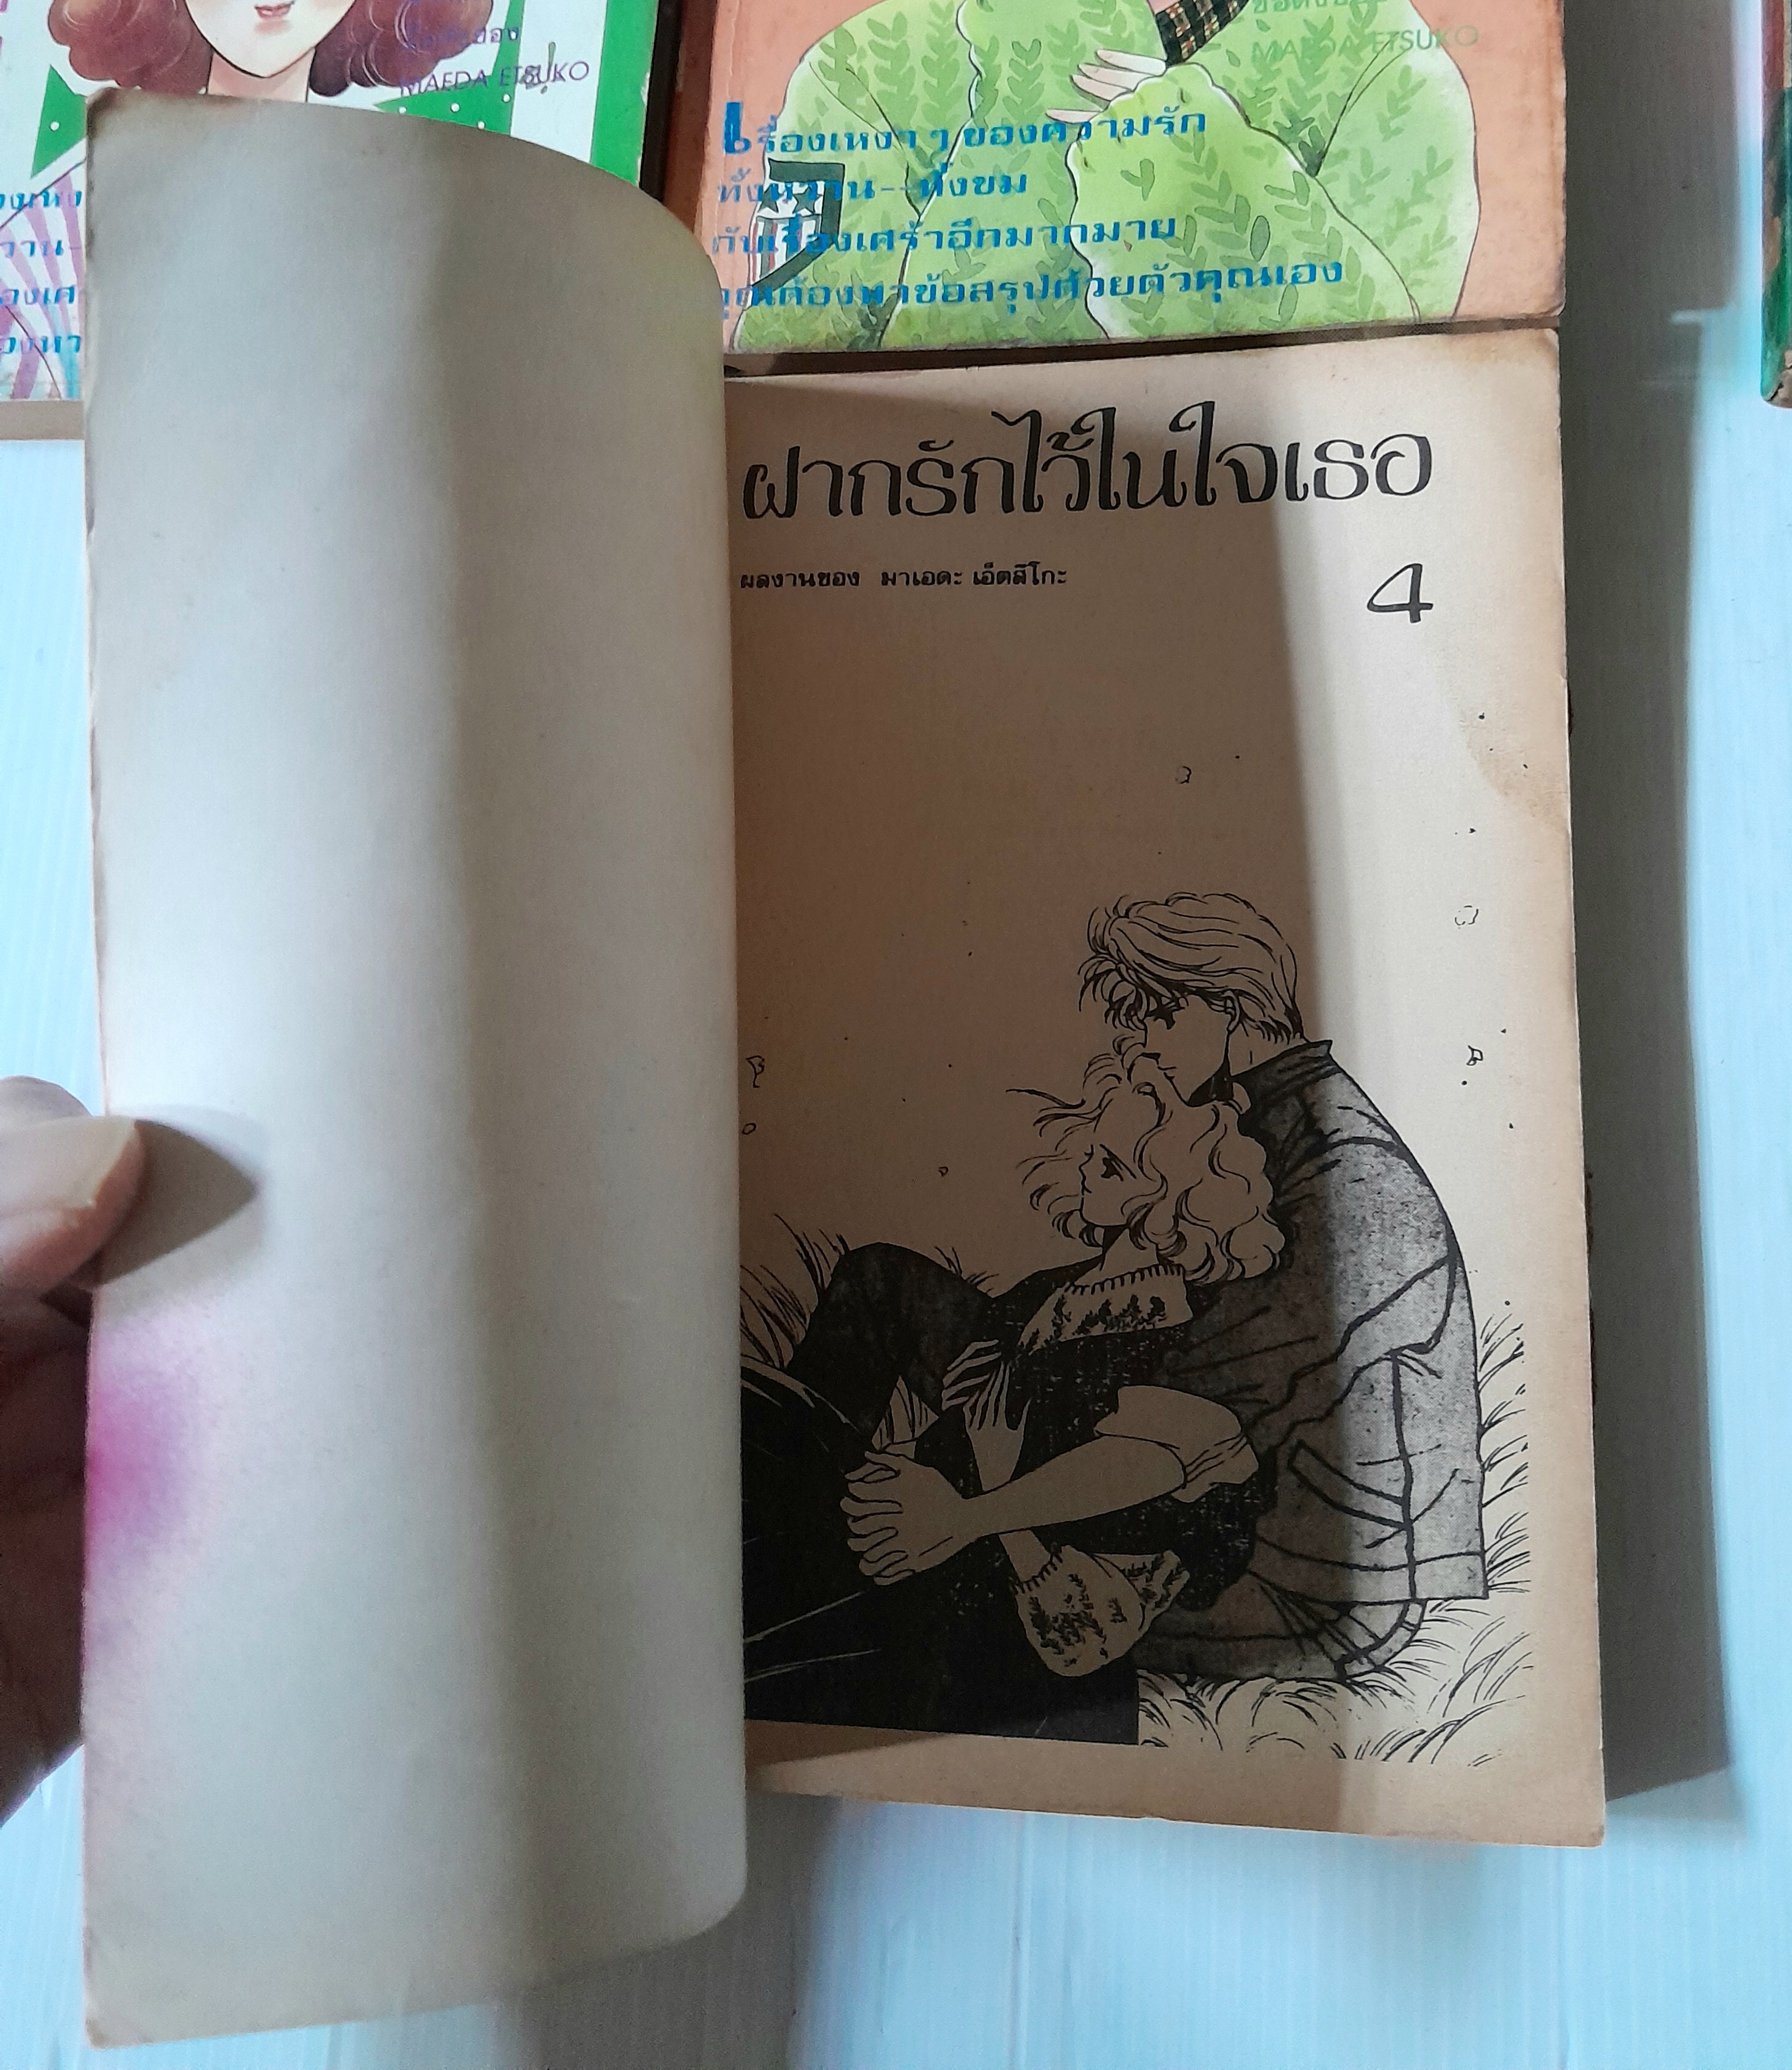 MAEDA ETSUKO
MAEDA ETSUKO
เรื่องเหงา ๆ ของความรัก
ทั้งหวาน--ทั้งขม
กับเรื่องเศร้าอีกมากมาย
คุณต้องหาข้อสรุปด้วยตัวคุณเอง
ฝากรักไว้ในใจเธอ
ผลงานของ มาเอดะ เอ็ตสึโกะ
4